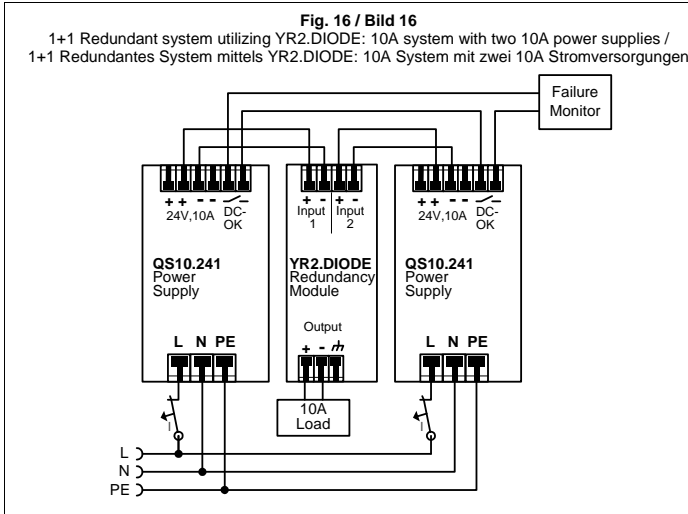 Fig. 16 / Bild 16
1+1 Redundant system utilizing YR2.DIODE: 10A system with two 10A power supplies /
1+1 Redundantes System mittels YR2.DIODE: 10A System mit zwei 10A Stromversorgungen
Failure
Monitor
+ + - -
24V,10A
DC-
OK
QS10.241
Power
Supply
L N PE
+ - + -
Input
1
Input
2
YR2.DIODE
Redundancy
Module
Output
+ -
10A
Load
+ + - -
24V,10A
DC-
OK
QS10.241
Power
Supply
L N PE
I
I
L
N
PE